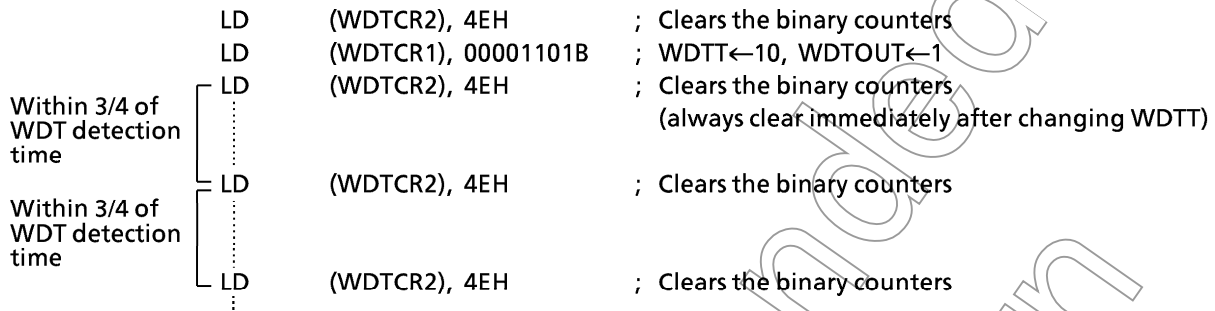 LD (WDTCR2), 4EH ; Clears the binary counters
LD (WDTCR1), 00001101B ; WDTT←10, WDTOUT←1
LD (WDTCR2), 4EH ; Clears the binary counters
(always clear immediately after changing WDTT)
Within 3/4 of
WDT detection
time
LD (WDTCR2), 4EH ; Clears the binary counters
Within 3/4 of
WDT detection
time
LD (WDTCR2), 4EH ; Clears the binary counters